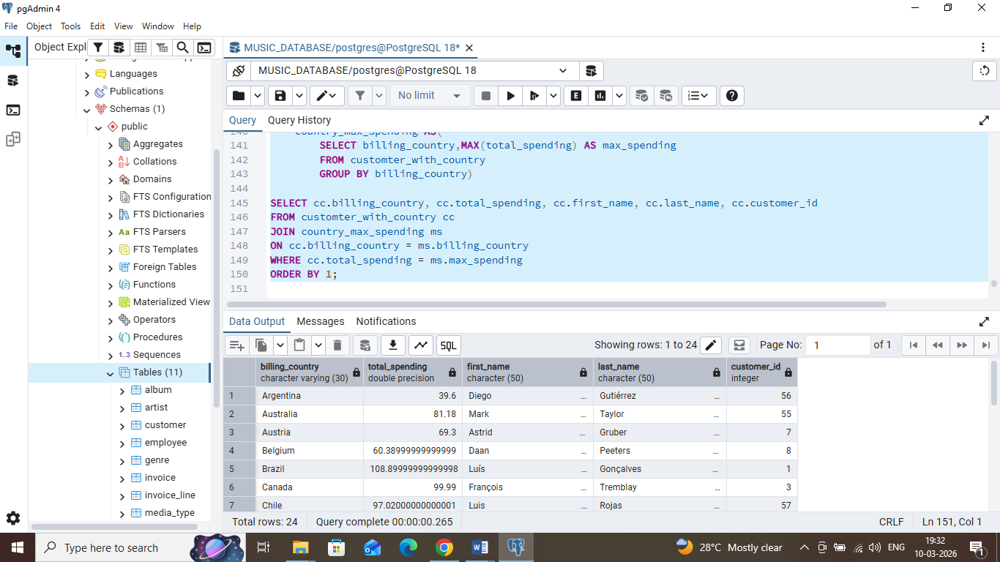 pgAdmin 4
File Object Tools Edit View Window Help
Object Expl
MUSIC_DATABASE/postgres@PostgreSQL 18*
MUSIC_DATABASE/postgres@PostgreSQL 18
No limit
E
Query Query History
Languages
Publications
Schemas (1)
public
Aggregates
Collations
Domains
FTS Configuration
FTS Dictionaries
Aa FTS Parsers
FTS Templates
Foreign Tables
Functions
Materialized View
Operators
Procedures
1..3 Sequences
Tables (11)
album
artist
customer
employee
genre
invoice
invoice_line
media_type
140 country_max_spending AS(
141 SELECT billing_country,MAX(total_spending) AS max_spending
142 FROM customter_with_country
143 GROUP BY billing_country)
144
145 SELECT cc.billing_country, cc.total_spending, cc.first_name, cc.last_name, cc.customer_id
146 FROM customter_with_country cc
147 JOIN country_max_spending ms
148 ON cc.billing_country = ms.billing_country
149 WHERE cc.total_spending = ms.max_spending
150 ORDER BY 1;
151
Data Output Messages Notifications
SQL Showing rows: 1 to 24 Page No: 1 of 1
billing_country total_spending first_name last_name customer_id
character varying (30) double precision character (50) character (50) integer
1 Argentina 39.6 Diego ... Gutiérrez ... 56
2 Australia 81.18 Mark ... Taylor ... 55
3 Austria 69.3 Astrid ... Gruber ... 7
4 Belgium 60.38999999999999 Daan ... Peeters ... 8
5 Brazil 108.89999999999998 Luís ... Gonçalves ... 1
6 Canada 99.99 François ... Tremblay ... 3
7 Chile 97.02000000000001 Luis ... Rojas ... 57
Total rows: 24 Query complete 00:00:00.265 CRLF Ln 151, Col 1
Type here to search
28°C Mostly clear ENG 19:32
10-03-2026 1